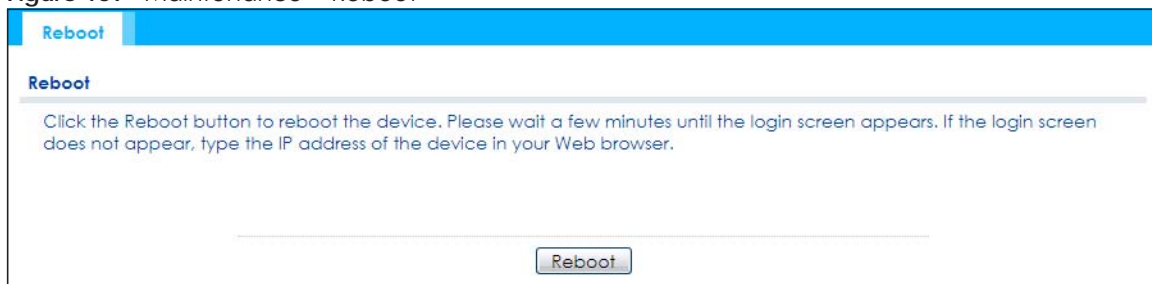 Maintenance Reboot
Reboot
Reboot
Click the Reboot button to reboot the device. Please wait a few minutes until the login screen appears. If the login screen
does not appear, type the IP address of the device in your Web browser.
Reboot